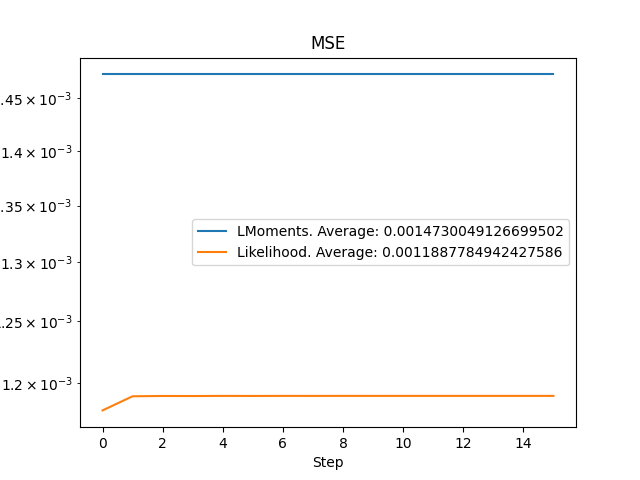 MSE
.45 × 10⁻³
1.4 × 10⁻³
.35 × 10⁻³
1.3 × 10⁻³
.25 × 10⁻³
1.2 × 10⁻³
LMoments. Average: 0.0014730049126699502
Likelihood. Average: 0.0011887784942427586
0 2 4 6 8 10 12 14
Step